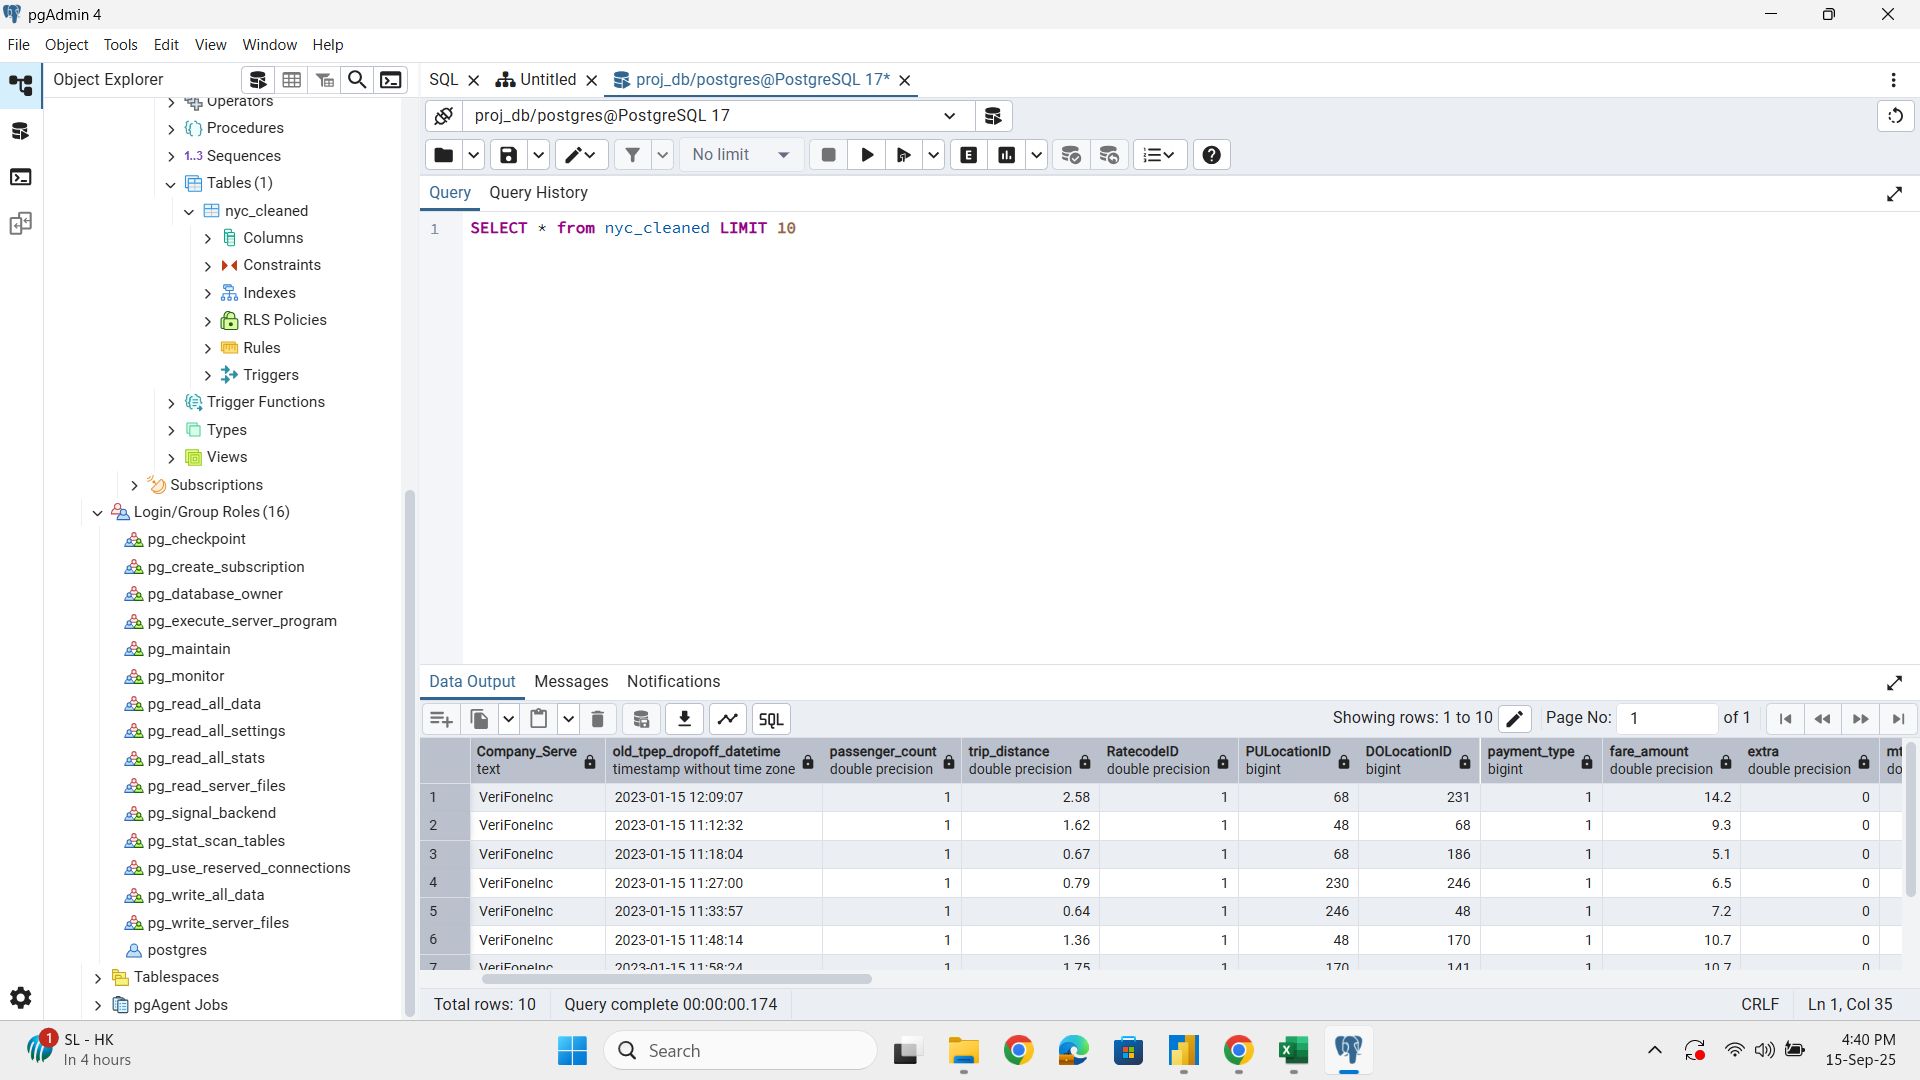 pgAdmin 4
File Object Tools Edit View Window Help
Object Explorer
SQL
Untitled
proj_db/postgres@PostgreSQL 17*
Operators
Procedures
1..3 Sequences
Tables (1)
nyc_cleaned
Columns
Constraints
Indexes
RLS Policies
Rules
Triggers
Trigger Functions
Types
Views
Subscriptions
Login/Group Roles (16)
pg_checkpoint
pg_create_subscription
pg_database_owner
pg_execute_server_program
pg_maintain
pg_monitor
pg_read_all_data
pg_read_all_settings
pg_read_all_stats
pg_read_server_files
pg_signal_backend
pg_stat_scan_tables
pg_use_reserved_connections
pg_write_all_data
pg_write_server_files
postgres
Tablespaces
pgAgent Jobs
proj_db/postgres@PostgreSQL 17
No limit
E
Query Query History
1 SELECT * from nyc_cleaned LIMIT 10
Data Output Messages Notifications
SQL
Showing rows: 1 to 10 Page No: 1 of 1
Company_Serve old_tpep_dropoff_datetime passenger_count trip_distance RatecodeID PULocationID DOLocationID payment_type fare_amount extra mt
text timestamp without time zone double precision double precision double precision bigint bigint bigint double precision double precision do
1 VeriFoneInc 2023-01-15 12:09:07 1 2.58 1 68 231 1 14.2 0
2 VeriFoneInc 2023-01-15 11:12:32 1 1.62 1 48 68 1 9.3 0
3 VeriFoneInc 2023-01-15 11:18:04 1 0.67 1 68 186 1 5.1 0
4 VeriFoneInc 2023-01-15 11:27:00 1 0.79 1 230 246 1 6.5 0
5 VeriFoneInc 2023-01-15 11:33:57 1 0.64 1 246 48 1 7.2 0
6 VeriFoneInc 2023-01-15 11:48:14 1 1.36 1 48 170 1 10.7 0
7 VeriFoneInc 2023-01-15 11:58:24 1 1.75 1 170 141 1 10.7 0
Total rows: 10 Query complete 00:00:00.174 CRLF Ln 1, Col 35
1
SL - HK
In 4 hours
Search
4:40 PM
15-Sep-25